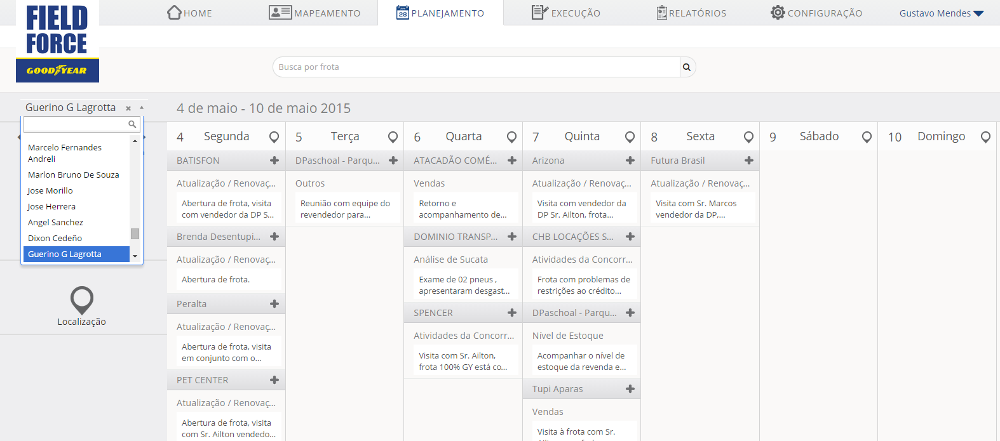 FIELD
FORCE
GOODYEAR
HOME
MAPEAMENTO
28
PLANEJAMENTO
EXECUÇÃO
RELATÓRIOS
CONFIGURAÇÃO
Gustavo Mendes
Busca por frota
Guerino G Lagrotta
Marcelo Fernandes
Andreli
Marlon Bruno De Souza
Jose Morillo
Jose Herrera
Angel Sanchez
Dixon Cedeño
Guerino G Lagrotta
Localização
4 de maio - 10 de maio 2015
4 Segunda
BATISFON
Atualização / Renovaç...
Abertura de frota, visita
com vendedor da DP S...
Brenda Desentupi...
Atualização / Renovaç...
Abertura de frota.
Peralta
Atualização / Renovaç...
Abertura de frota, visita
em conjunto com o...
PET CENTER
Atualização / Renovaç...
Abertura de frota, visita
com Sr. Ailton vendedo...
5 Terça
DPaschoal - Parqu...
Outros
Reunião com equipe do
revendedor para...
6 Quarta
ATACADÃO COMÉ...
Vendas
Retorno e
acompanhamento de...
DOMINIO TRANSP...
Análise de Sucata
Exame de 02 pneus ,
apresentaram desgast...
SPENCER
Atividades da Concorr...
Visita com Sr. Ailton,
frota 100% GY está co...
7 Quinta
Arizona
Atualização / Renovaç...
Visita com vendedor da
DP Sr. Ailton, frota...
CHB LOCAÇÕES S...
Atividades da Concorr...
Frota com problemas de
restrições ao crédito...
DPaschoal - Parqu...
Nível de Estoque
Acompanhar o nível de
estoque da revenda e...
Tupi Aparas
Vendas
Visita à frota com Sr.
8 Sexta
Futura Brasil
Atualização / Renovaç...
Visita com Sr. Marcos
vendedor da DP,...
9 Sábado
10 Domingo